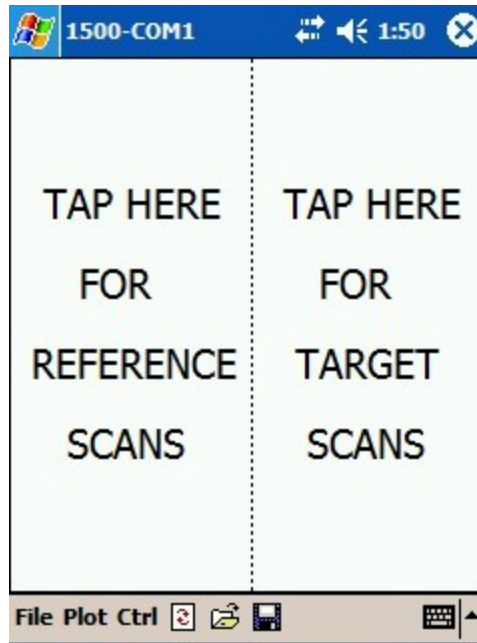 1500-COM1 1:50
TAP HERE
FOR
REFERENCE
SCANS
TAP HERE
FOR
TARGET
SCANS
File Plot Ctrl